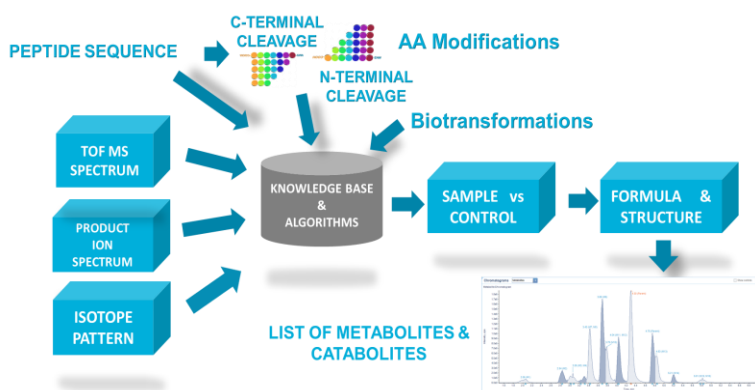 C-TERMINAL
CLEAVAGE
AA Modifications
PEPTIDE SEQUENCE
N-TERMINAL
CLEAVAGE
Biotransformations
TOF MS
SPECTRUM
KNOWLEDGE BASE
&
ALGORITHMS
SAMPLE vs
CONTROL
FORMULA &
STRUCTURE
PRODUCT
ION
SPECTRUM
ISOTOPE
PATTERN
LIST OF METABOLITES &
CATABOLITES